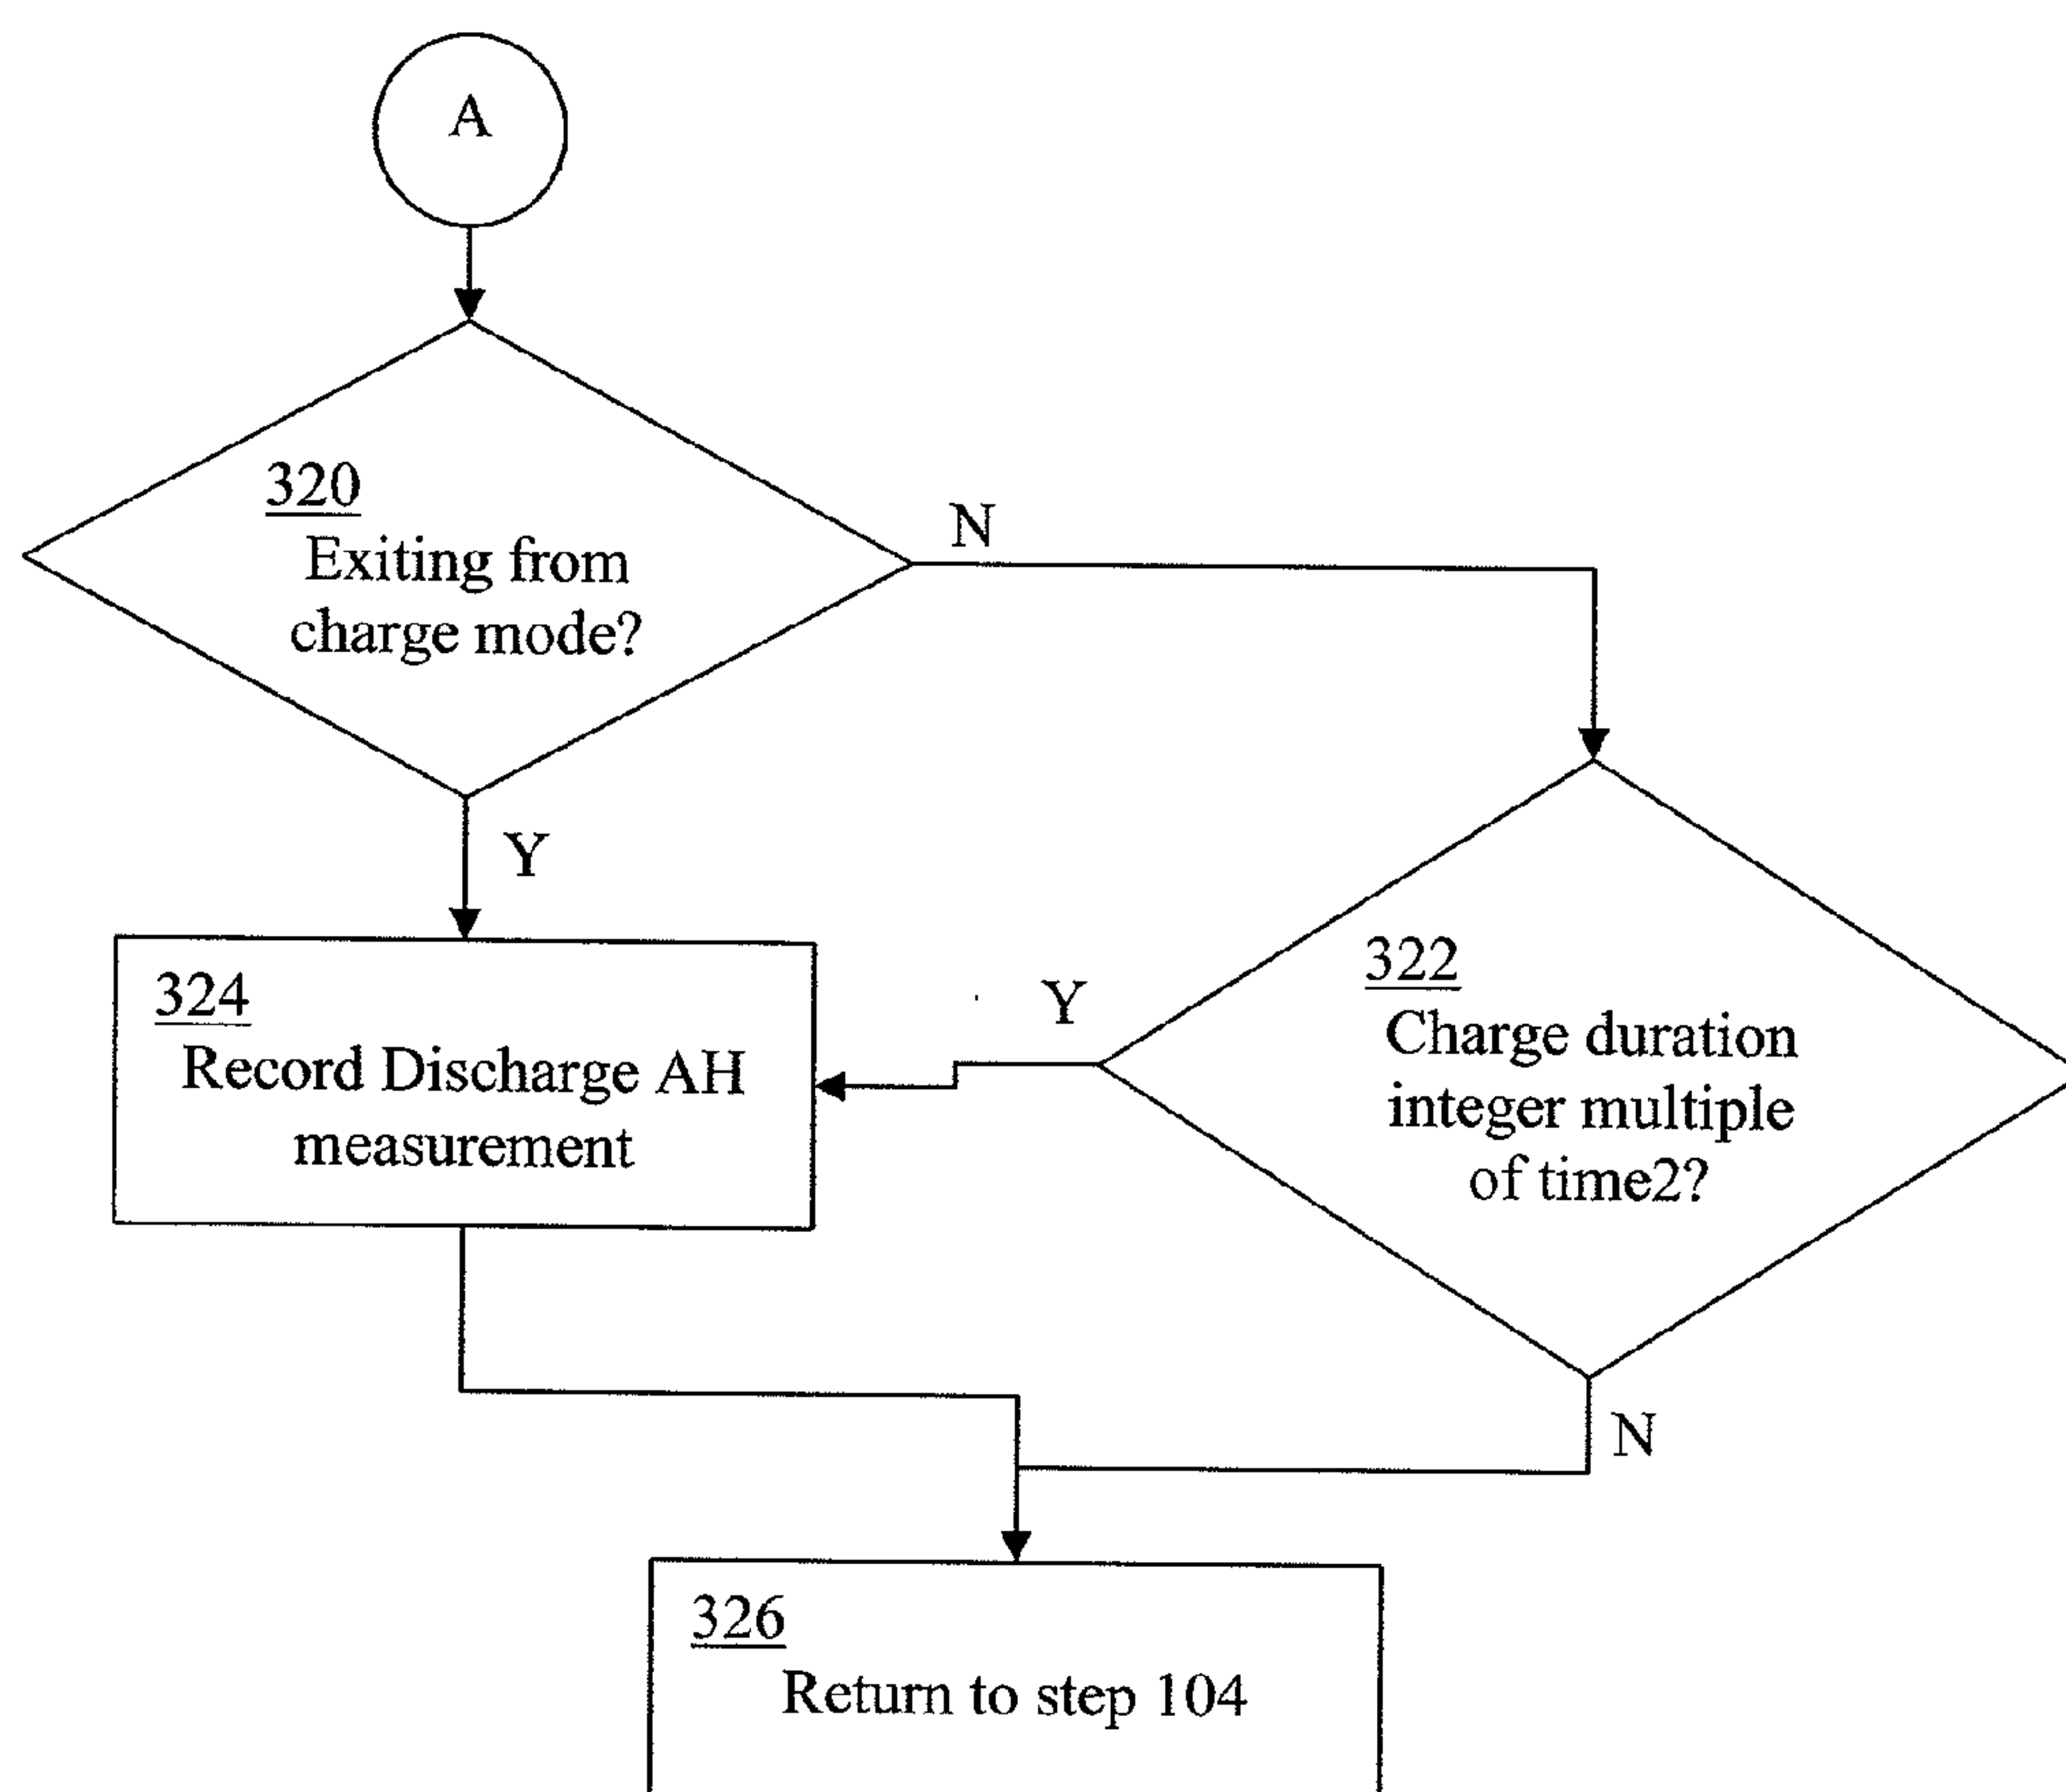 A
320
Exiting from
charge mode?
N
Y
324
Record Discharge AH
measurement
Y
322
Charge duration
integer multiple
of time2?
N
326
Return to step 104